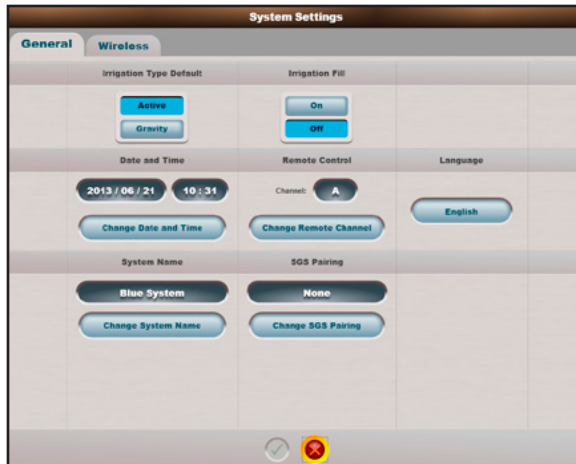 System Settings
General Wireless
Irrigation Type Default Irrigation Fill
Active On
Gravity Off
Date and Time Remote Control Language
2013 / 06 / 21 10 : 31 Channel: A
English
Change Date and Time Change Remote Channel
System Name SGS Pairing
Blue System None
Change System Name Change SGS Pairing